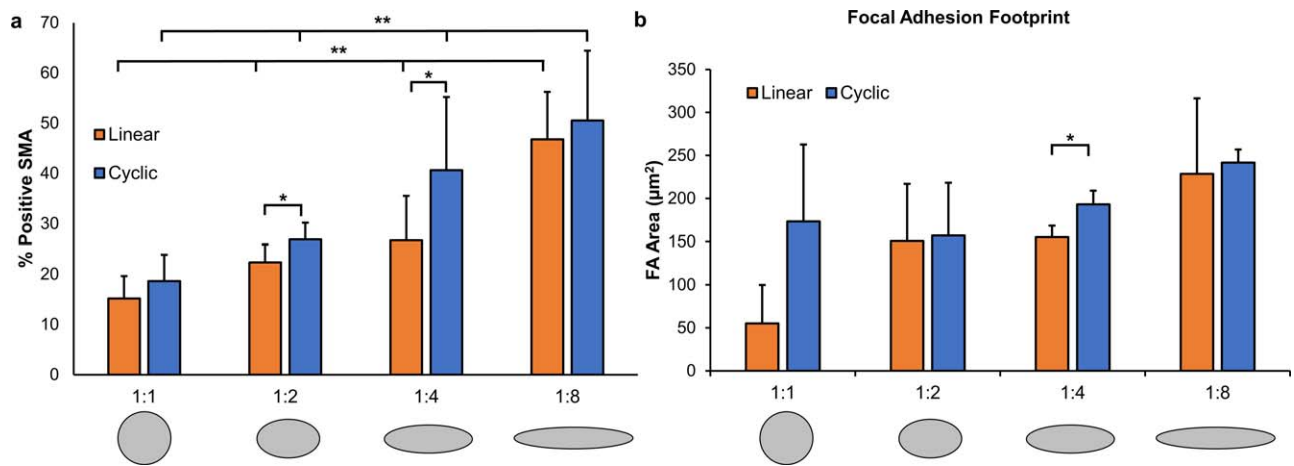 a
70
60
50
40
30
20
10
0
% Positive SMA
Linear
Cyclic
**
**
*
*
1:1 1:2 1:4 1:8
b
Focal Adhesion Footprint
350
300
250
200
150
100
50
0
FA Area (µm²)
Linear Cyclic
*
1:1 1:2 1:4 1:8